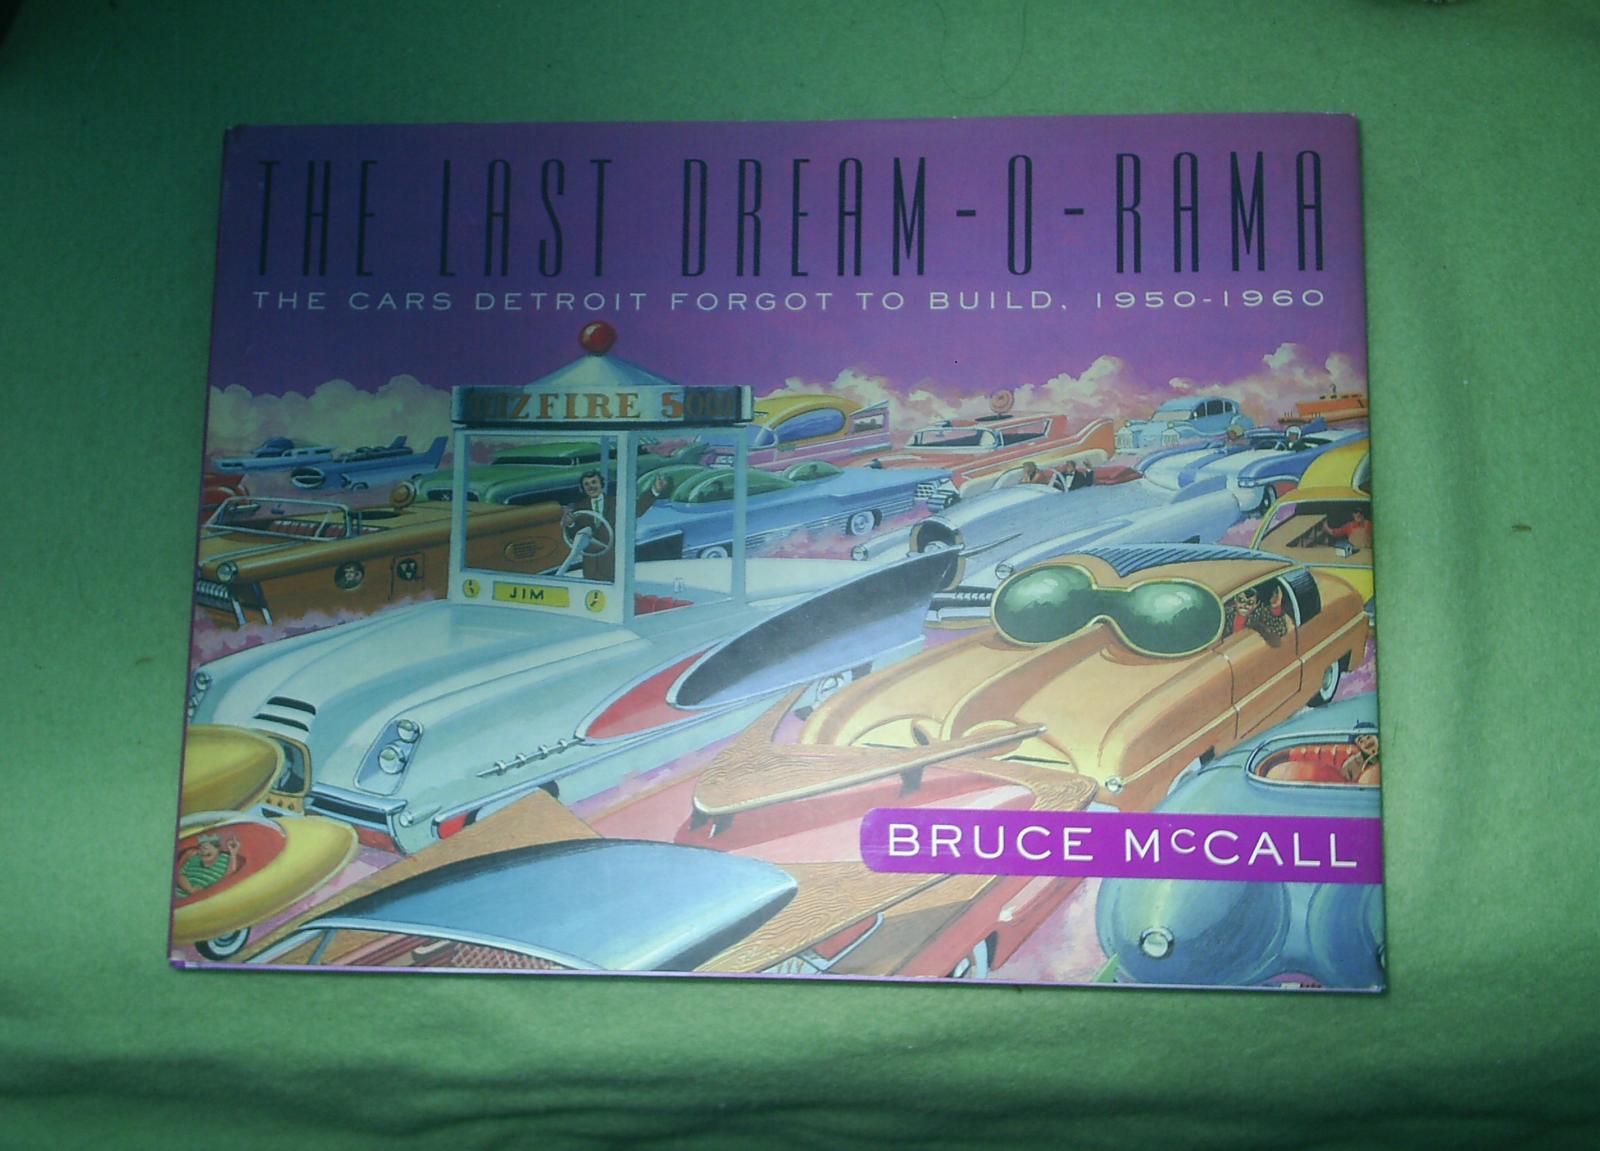 THE LAST DREAM-O-RAMA
THE CARS DETROIT FORGOT TO BUILD, 1950-1960
JIM
BRUCE McCALL